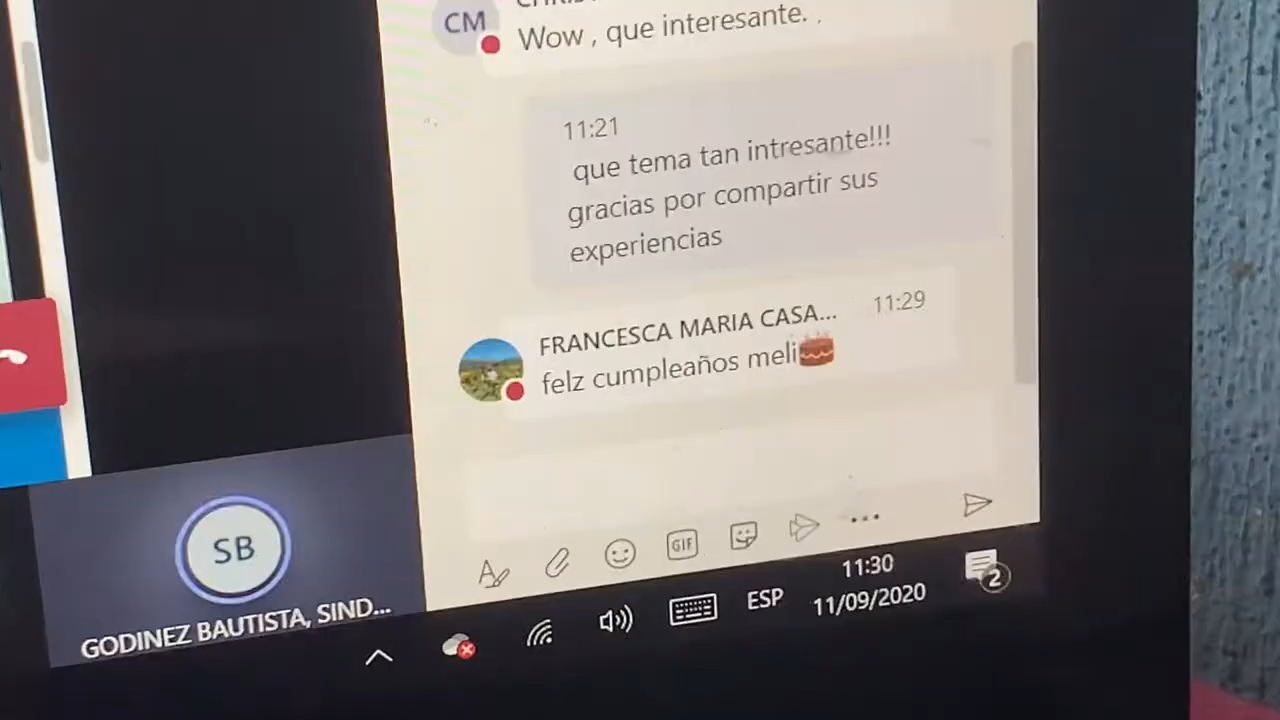 CM
Wow , que interesante. .
11:21
que tema tan intresante!!!
gracias por compartir sus
experiencias
FRANCESCA MARIA CASA... 11:29
felz cumpleaños meli
GIF
SB
GODINEZ BAUTISTA, SIND...
ESP
11:30
11/09/2020
2